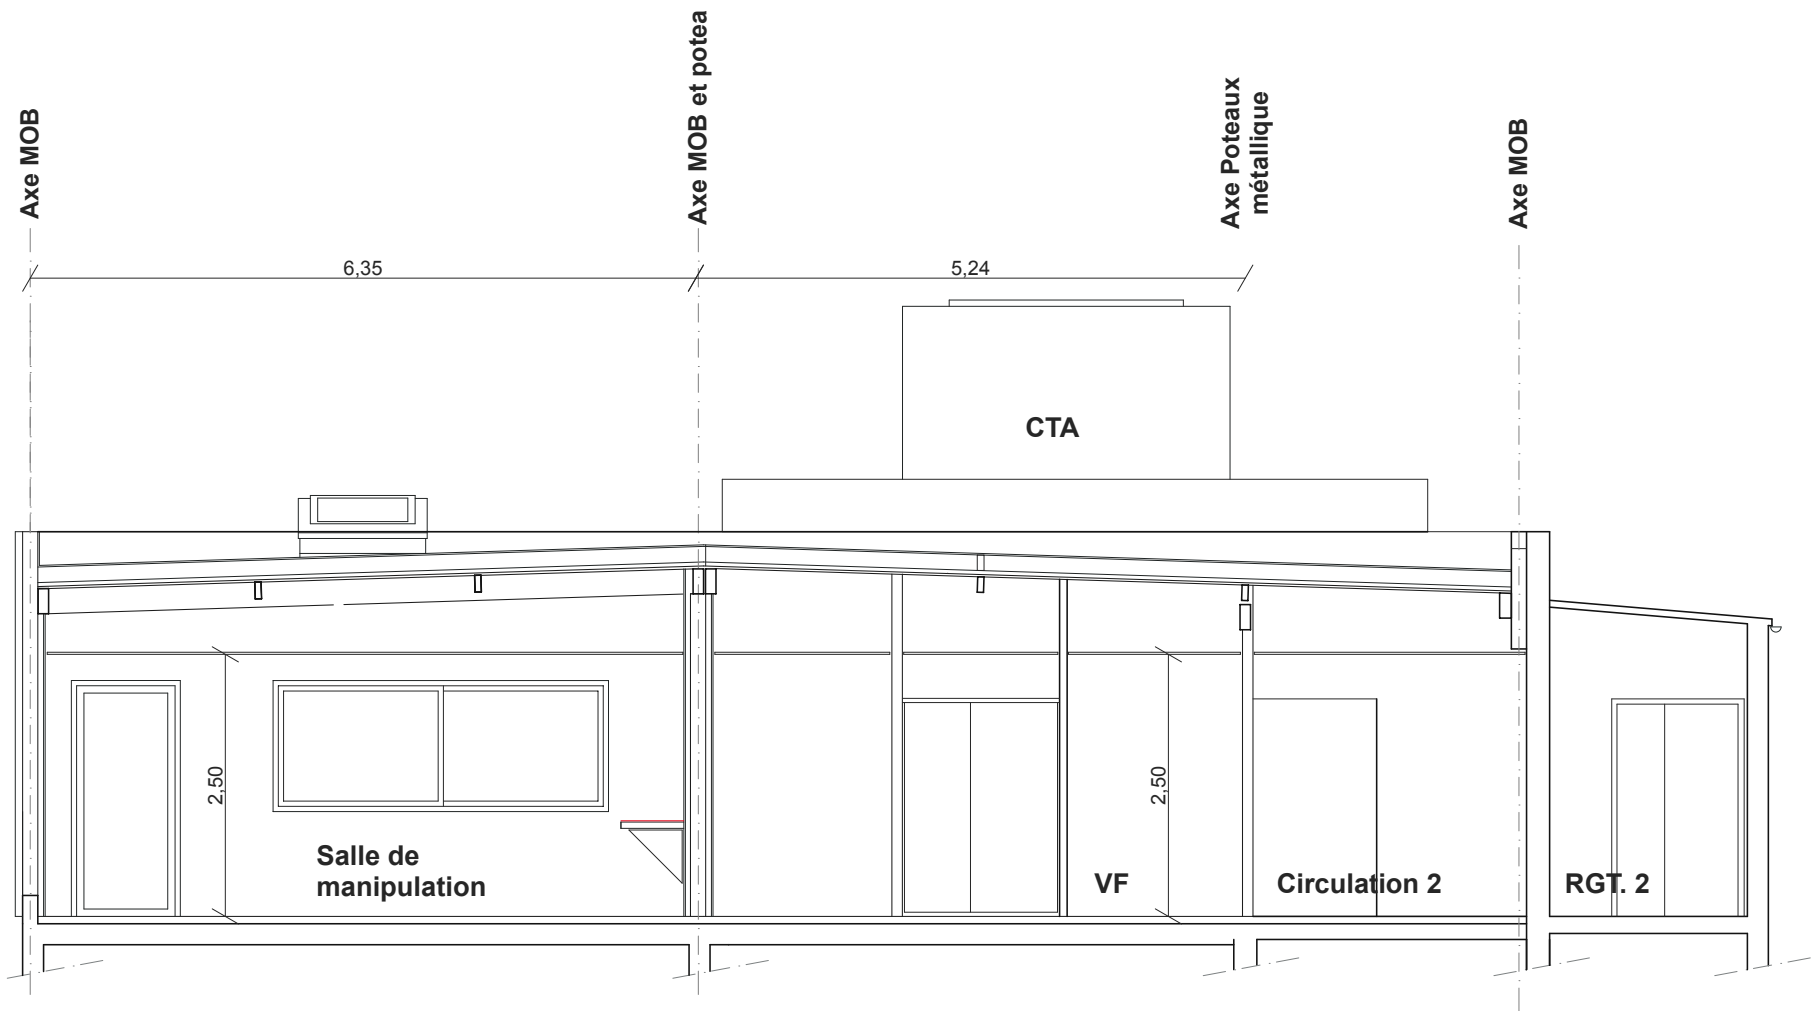 Axe MOB
Axe MOB et potea
Axe Poteaux
métallique
Axe MOB
6,35
5,24
CTA
2,50
2,50
Salle de
manipulation
VF
Circulation 2
RGT. 2